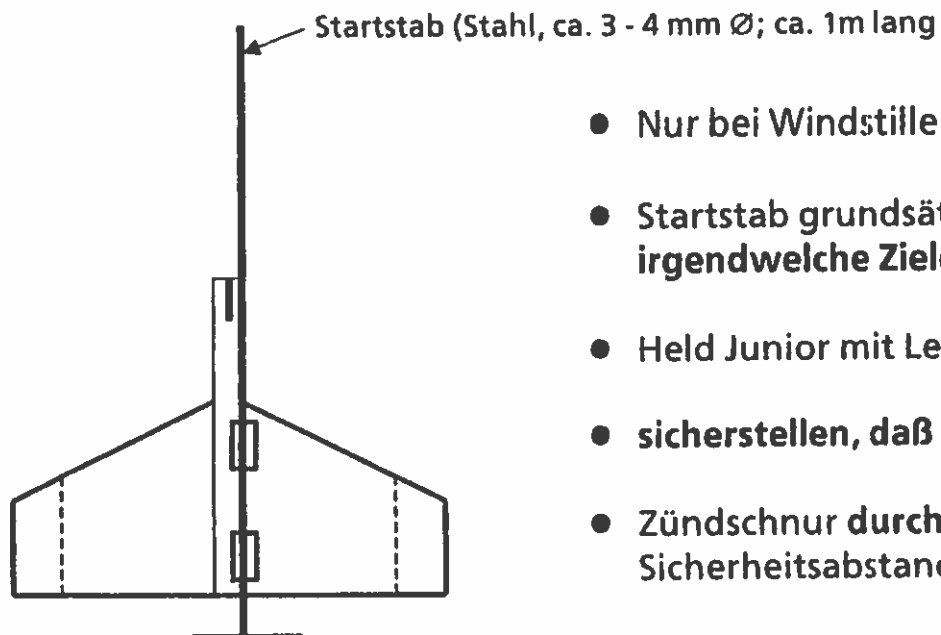 Startstab (Stahl, ca. 3 - 4 mm Ø; ca. 1m lang
● Nur bei Windstille
● Startstab grundsät
irgendwelche Ziel
● Held Junior mit Le
● sicherstellen, daß
● Zündschnur durch
Sicherheitsabstan